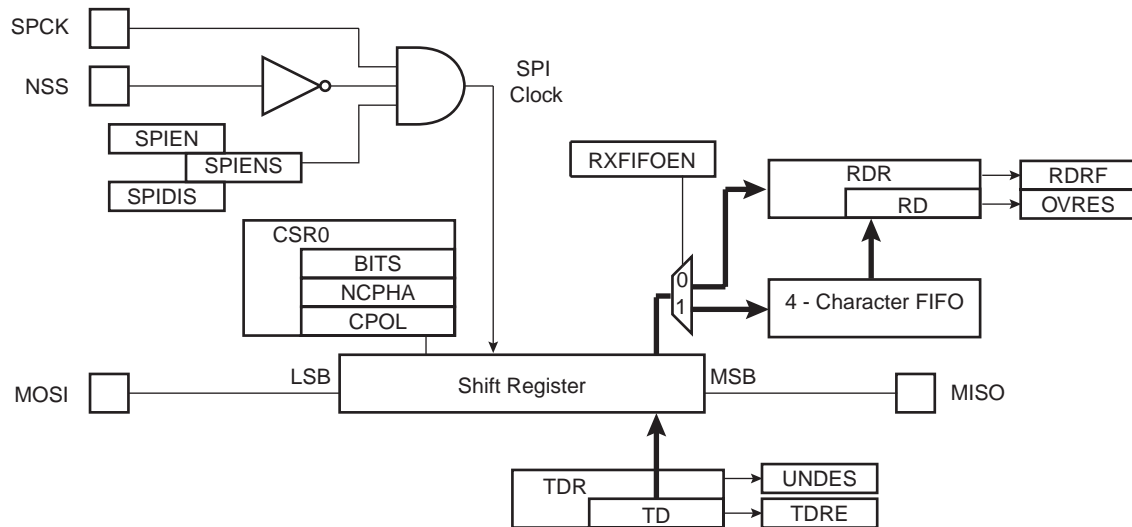 SPCK
NSS
SPI
Clock
SPIEN
SPIENS
SPIDIS
RXFIFOEN
RDR
RD
RDRF
OVRES
CSR0
BITS
NCPHA
CPOL
0
1
4 - Character FIFO
MOSI
LSB
Shift Register
MSB
MISO
TDR
TD
UNDES
TDRE